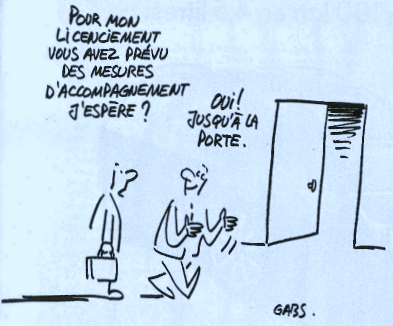 POUR MON
LICENCIEMENT
VOUS AVEZ PRÉVU
DES MESURES
D'ACCOMPAGNEMENT
J'ESPÈRE ?
OUI !
JUSQU'À LA
PORTE.
GABS.